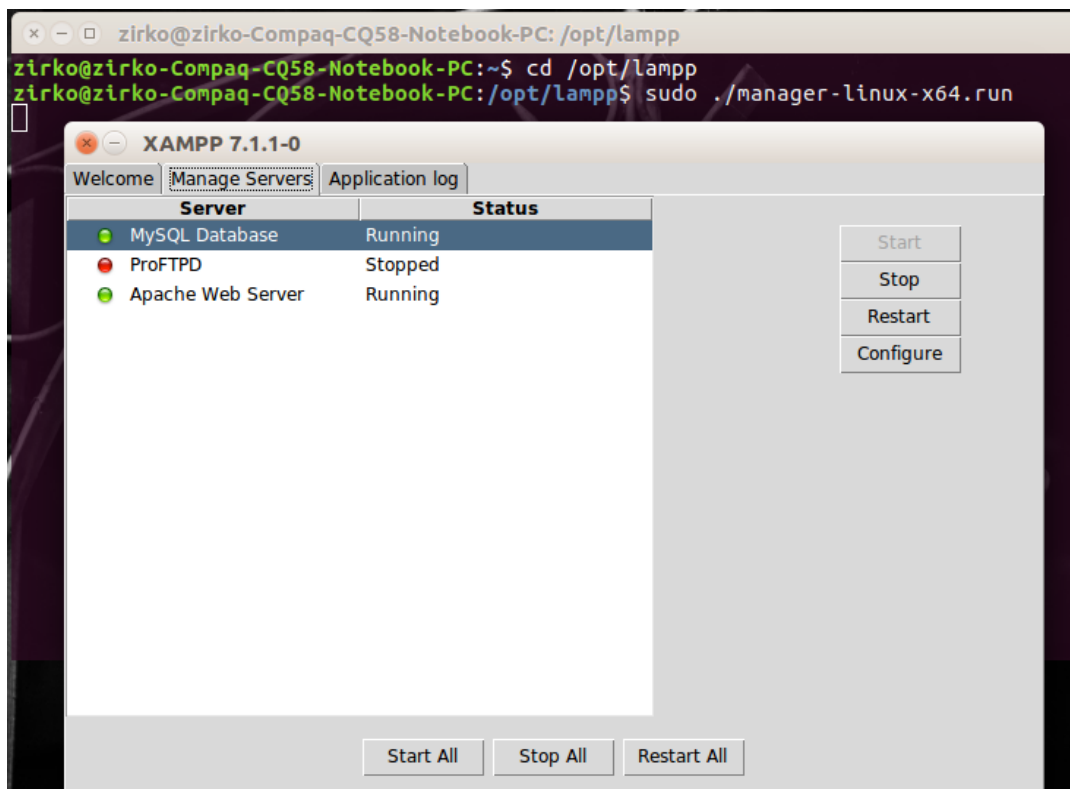 zirko@zirko-Compaq-CQ58-Notebook-PC: /opt/lampp
zirko@zirko-Compaq-CQ58-Notebook-PC:~$ cd /opt/lampp
zirko@zirko-Compaq-CQ58-Notebook-PC:/opt/lampp$ sudo ./manager-linux-x64.run
XAMPP 7.1.1-0
Welcome Manage Servers Application log
Server Status
MySQL Database Running
ProFTPD Stopped
Apache Web Server Running
Start
Stop
Restart
Configure
Start All Stop All Restart All